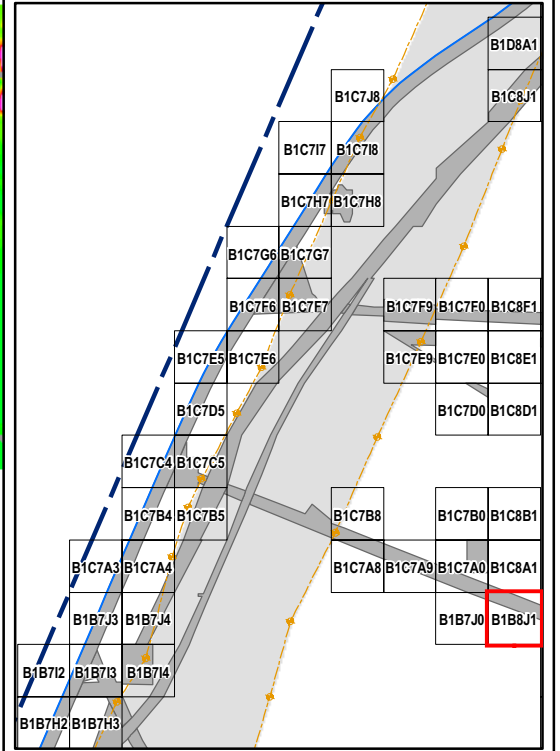 B1D8A1
B1C7J8 B1C8J1
B1C7I7 B1C7I8
B1C7H7 B1C7H8
B1C7G6 B1C7G7
B1C7F6 B1C7F7 B1C7F9 B1C7F0 B1C8F1
B1C7E5 B1C7E6 B1C7E9 B1C7E0 B1C8E1
B1C7D5 B1C7D0 B1C8D1
B1C7C4 B1C7C5
B1C7B4 B1C7B5 B1C7B8 B1C7B0 B1C8B1
B1C7A3 B1C7A4 B1C7A8 B1C7A9 B1C7A0 B1C8A1
B1B7J3 B1B7J4 B1B7J0 B1B8J1
B1B7I2 B1B7I3 B1B7I4
B1B7H2 B1B7H3